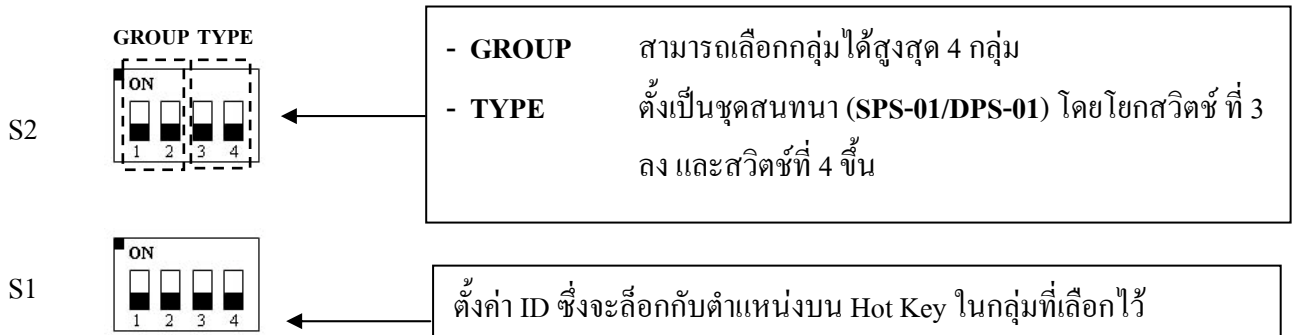 GROUP TYPE
ON
1 2 3 4
S2
- GROUP สามารถเลือกกลุ่มได้สูงสุด 4 กลุ่ม
- TYPE ตั้งเป็นชุดสนทนา (SPS-01/DPS-01) โดยโยกสวิตช์ ที่ 3
ลง และสวิตช์ที่ 4 ขึ้น
ON
1 2 3 4
S1
ตั้งค่า ID ซึ่งจะล็อกกับตำแหน่งบน Hot Key ในกลุ่มที่เลือกไว้